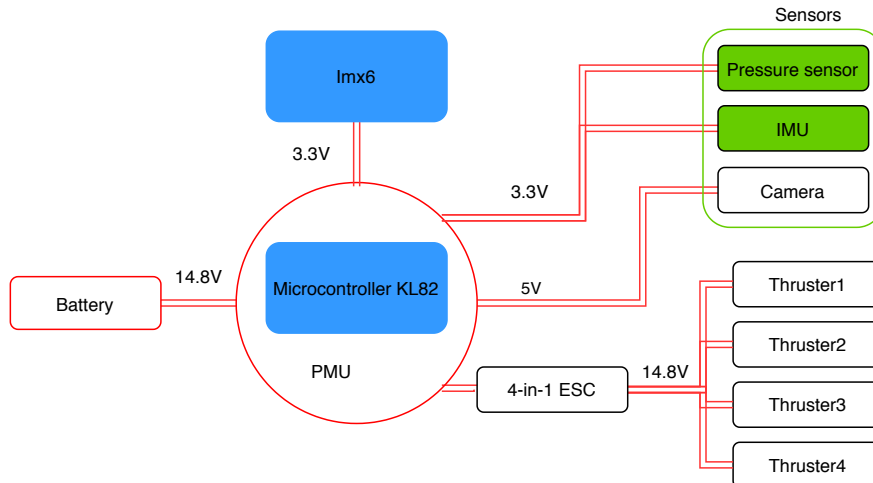 Sensors
Imx6
Pressure sensor
IMU
3.3V
3.3V
Camera
14.8V
Microcontroller KL82
5V
Battery
Thruster1
Thruster2
PMU
14.8V
4-in-1 ESC
Thruster3
Thruster4